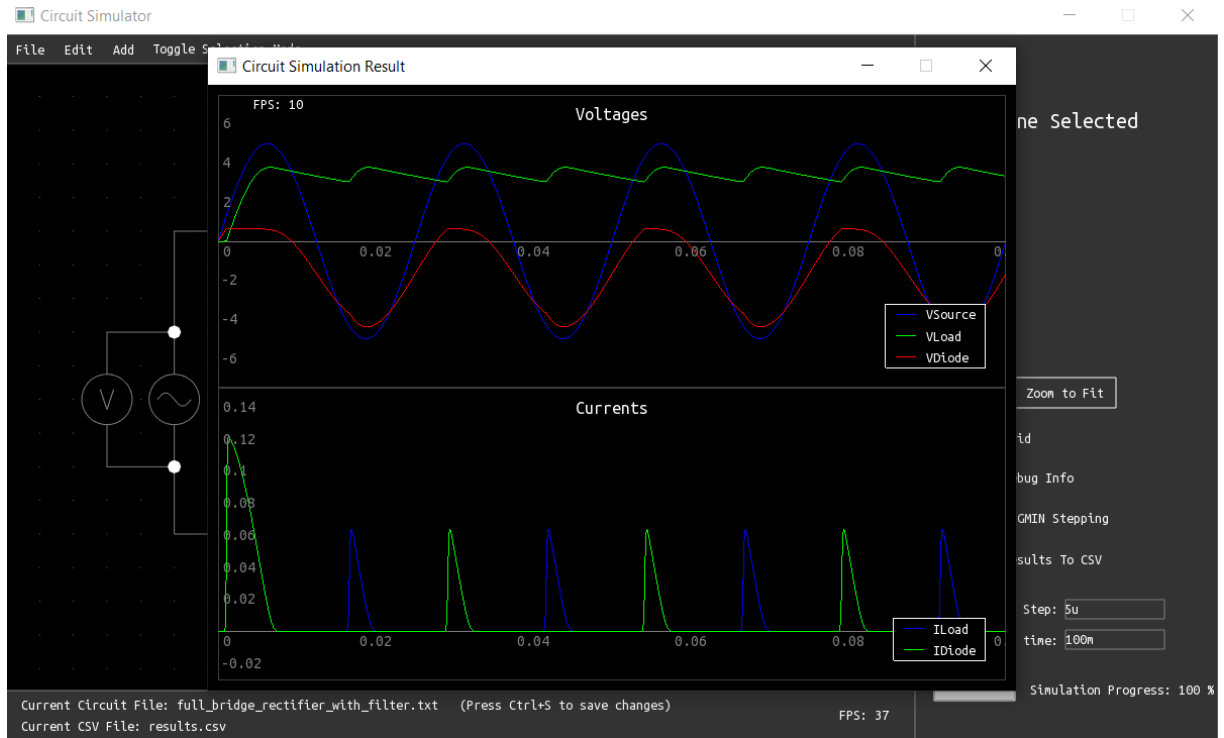 Circuit Simulator
File Edit Add Toggle
Circuit Simulation Result
FPS: 10
Voltages
6
4
2
0 0.02 0.04 0.06 0.08 0.
-2
-4
-6
VSource
VLoad
VDiode
V
Currents
0.14
0.12
0.1
0.08
0.06
0.04
0.02
0 0.02 0.04 0.06 0.08 0.
-0.02
ILoad
IDiode
ne Selected
Zoom to Fit
id
bug Info
GMIN Stepping
sults To CSV
Step: 5u
time: 100m
Simulation Progress: 100 %
Current Circuit File: full_bridge_rectifier_with_filter.txt (Press Ctrl+S to save changes)
Current CSV File: results.csv
FPS: 37